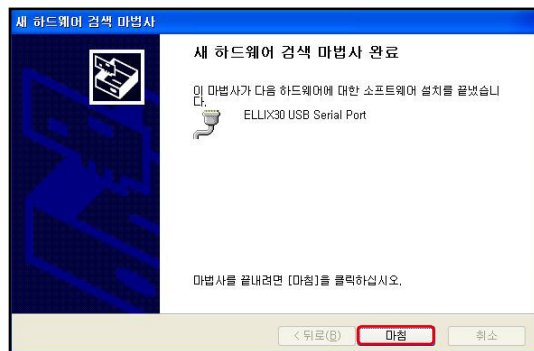 새 하드웨어 검색 마법사
새 하드웨어 검색 마법사 완료
이 마법사가 다음 하드웨어에 대한 소프트웨어 설치를 끝냈습니
다.
ELLIX30 USB Serial Port
마법사를 끝내려면 [마침]을 클릭하십시오.
< 뒤로(B) 마침 취소